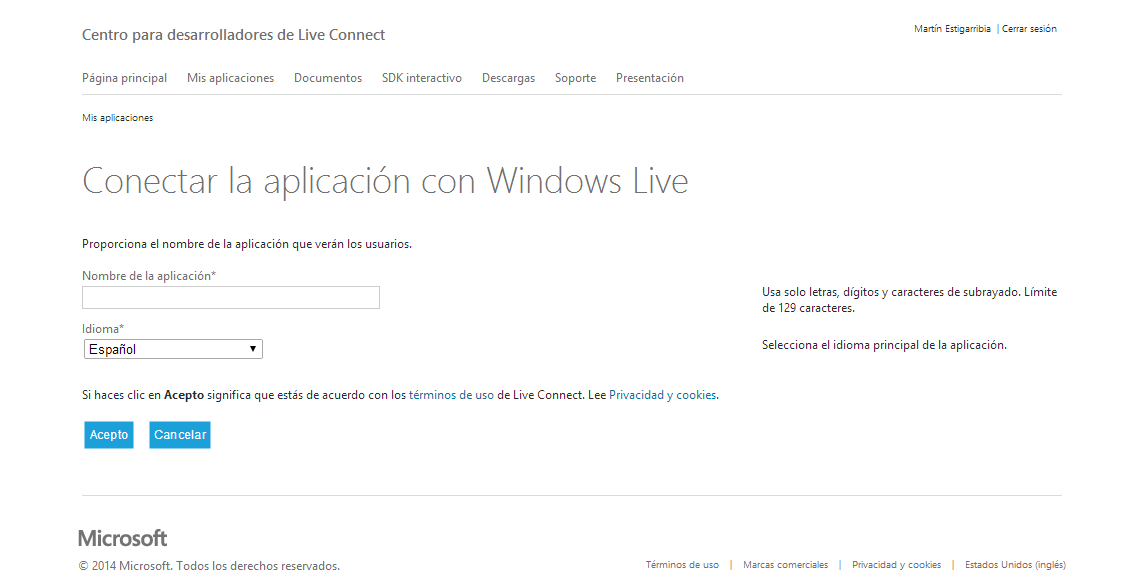 Centro para desarrolladores de Live Connect
Martín Estigarribia | Cerrar sesión
Página principal Mis aplicaciones Documentos SDK interactivo Descargas Soporte Presentación
Mis aplicaciones
Conectar la aplicación con Windows Live
Proporciona el nombre de la aplicación que verán los usuarios.
Nombre de la aplicación*
Usa solo letras, dígitos y caracteres de subrayado. Límite
de 129 caracteres.
Idioma*
Español
Selecciona el idioma principal de la aplicación.
Si haces clic en Acepto significa que estás de acuerdo con los términos de uso de Live Connect. Lee Privacidad y cookies.
Acepto Cancelar
Microsoft
© 2014 Microsoft. Todos los derechos reservados.
Términos de uso | Marcas comerciales | Privacidad y cookies | Estados Unidos (inglés)